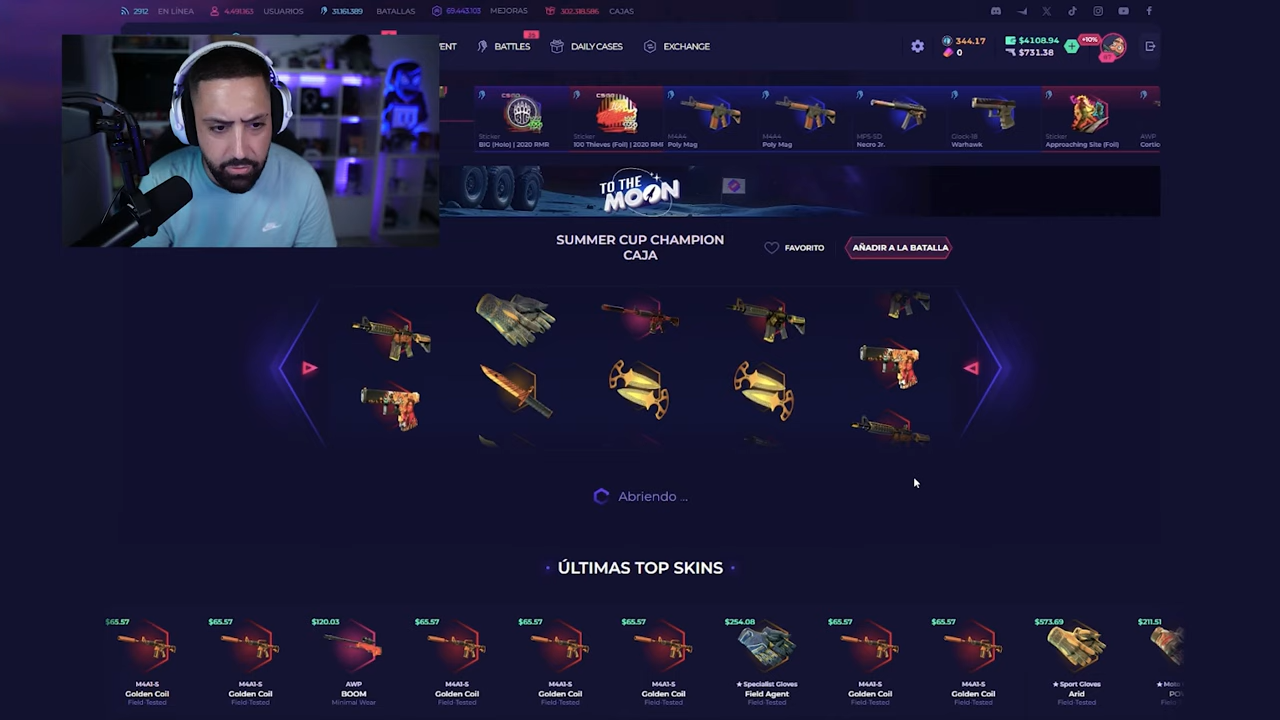 2912 EN LÍNEA 4.491.163 USUARIOS 31.161.389 BATALLAS 69.443.103 MEJORAS 302.318.586 CAJAS
BATTLES DAILY CASES EXCHANGE
344.17
0
$4108.94
$731.38
+10%
Sticker
BIG (Holo) | 2020 RMR
Sticker
100 Thieves (Foil) | 2020 RMR
M4A4
Poly Mag
M4A4
Poly Mag
MP5-SD
Necro Jr.
Glock-18
Warhawk
Sticker
Approaching Site (Foil)
AWP
TO THE
MOON
SUMMER CUP CHAMPION
CAJA
FAVORITO
AÑADIR A LA BATALLA
Abriendo ...
ÚLTIMAS TOP SKINS
$65.57
M4A1-S
Golden Coil
Field-Tested
$65.57
M4A1-S
Golden Coil
Field-Tested
$120.03
AWP
BOOM
Minimal Wear
$65.57
M4A1-S
Golden Coil
Field-Tested
$65.57
M4A1-S
Golden Coil
Field-Tested
$65.57
M4A1-S
Golden Coil
Field-Tested
$254.08
★ Specialist Gloves
Field Agent
Field-Tested
$65.57
M4A1-S
Golden Coil
Field-Tested
$65.57
M4A1-S
Golden Coil
Field-Tested
$573.69
★ Sport Gloves
Arid
Field-Tested
$211.51